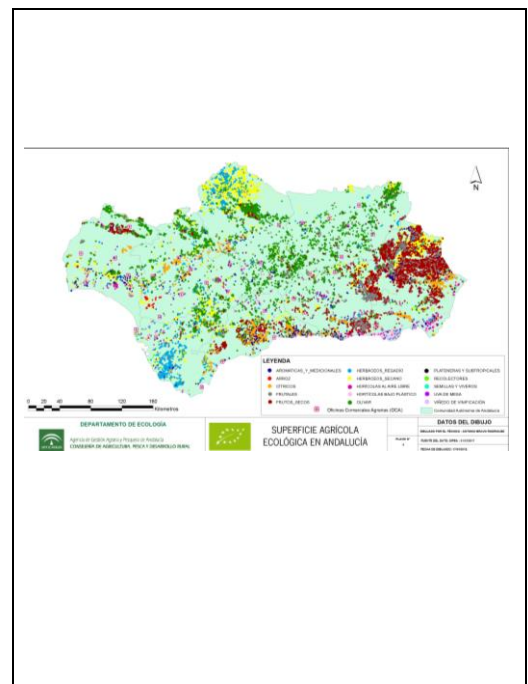 N
LEYENDA
AROMATICAS_Y_MEDICINALES
ARROZ
CITRICOS
FRUTALES
FRUTOS_SECOS
HERBACEOS_REGADIO
HERBACEOS_SECANO
HORTICOLAS AL AIRE LIBRE
HORTICOLAS BAJO PLASTICO
OLIVAR
PLATANERAS Y SUBTROPICALES
RECOLECTORES
SEMILLAS Y VIVEROS
UVA DE MESA
VIÑEDO DE VINIFICACIÓN
Oficinas Comarcales Agrarias (OCA)
Comunidad Autónoma de Andalucía
0 20 40 80 120 160
Kilometros
DEPARTAMENTO DE ECOLOGÍA
Agencia de Gestión Agraria y Pesquera de Andalucía
CONSEJERÍA DE AGRICULTURA, PESCA Y DESARROLLO RURAL
SUPERFICIE AGRÍCOLA
ECOLÓGICA EN ANDALUCÍA
PLANO Nº
DATOS DEL DIBUJO